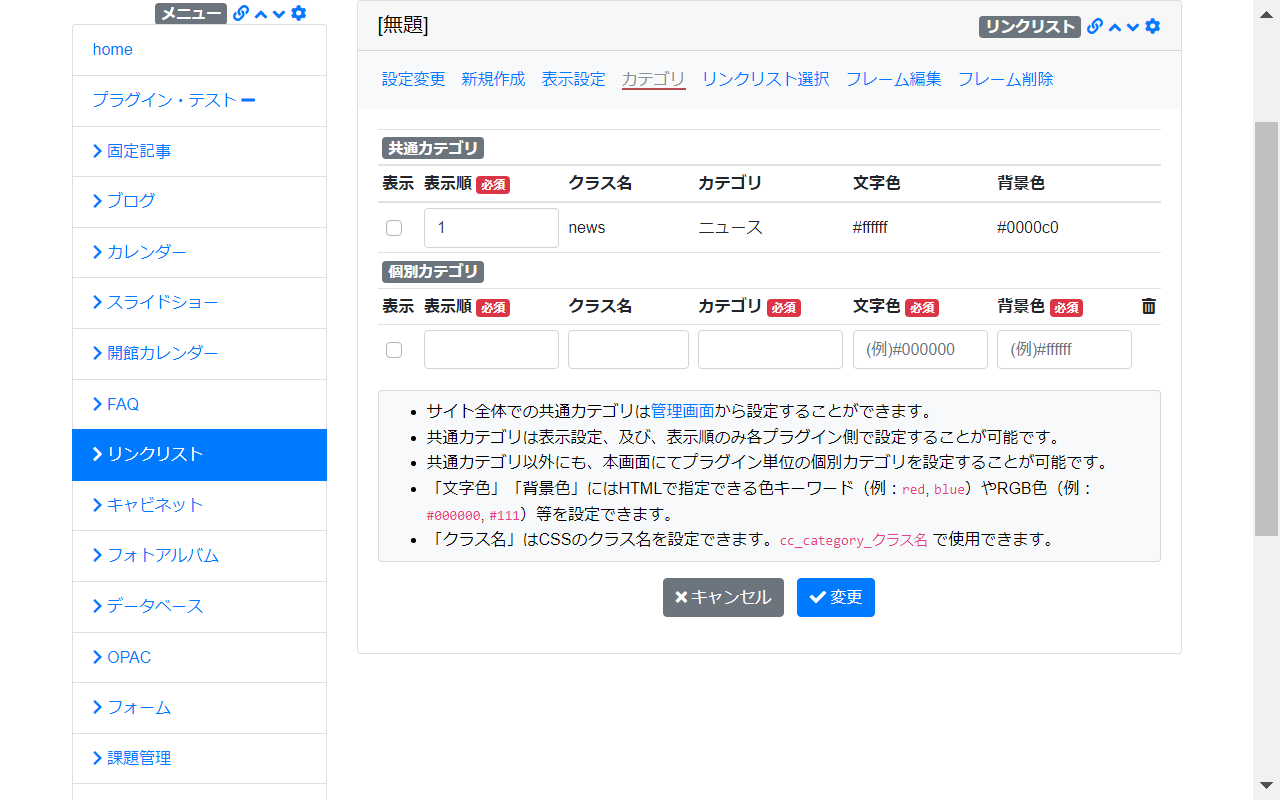 メニュー
home
プラグイン・テスト
固定記事
ブログ
カレンダー
スライドショー
開館カレンダー
FAQ
リンクリスト
キャビネット
フォトアルバム
データベース
OPAC
フォーム
課題管理
[無題] リンクリスト
設定変更 新規作成 表示設定 カテゴリ リンクリスト選択 フレーム編集 フレーム削除
共通カテゴリ
表示 表示順 必須 クラス名 カテゴリ 文字色 背景色
1 news ニュース #ffffff #0000c0
個別カテゴリ
表示 表示順 必須 クラス名 カテゴリ 必須 文字色 必須 背景色 必須
(例)#000000 (例)#ffffff
サイト全体での共通カテゴリは管理画面から設定することができます。
共通カテゴリは表示設定、及び、表示順のみ各プラグイン側で設定することが可能です。
共通カテゴリ以外にも、本画面にてプラグイン単位の個別カテゴリを設定することが可能です。
「文字色」「背景色」にはHTMLで指定できる色キーワード（例：red, blue）やRGB色（例：
#000000, #111）等を設定できます。
「クラス名」はCSSのクラス名を設定できます。cc_category_クラス名 で使用できます。
キャンセル 変更